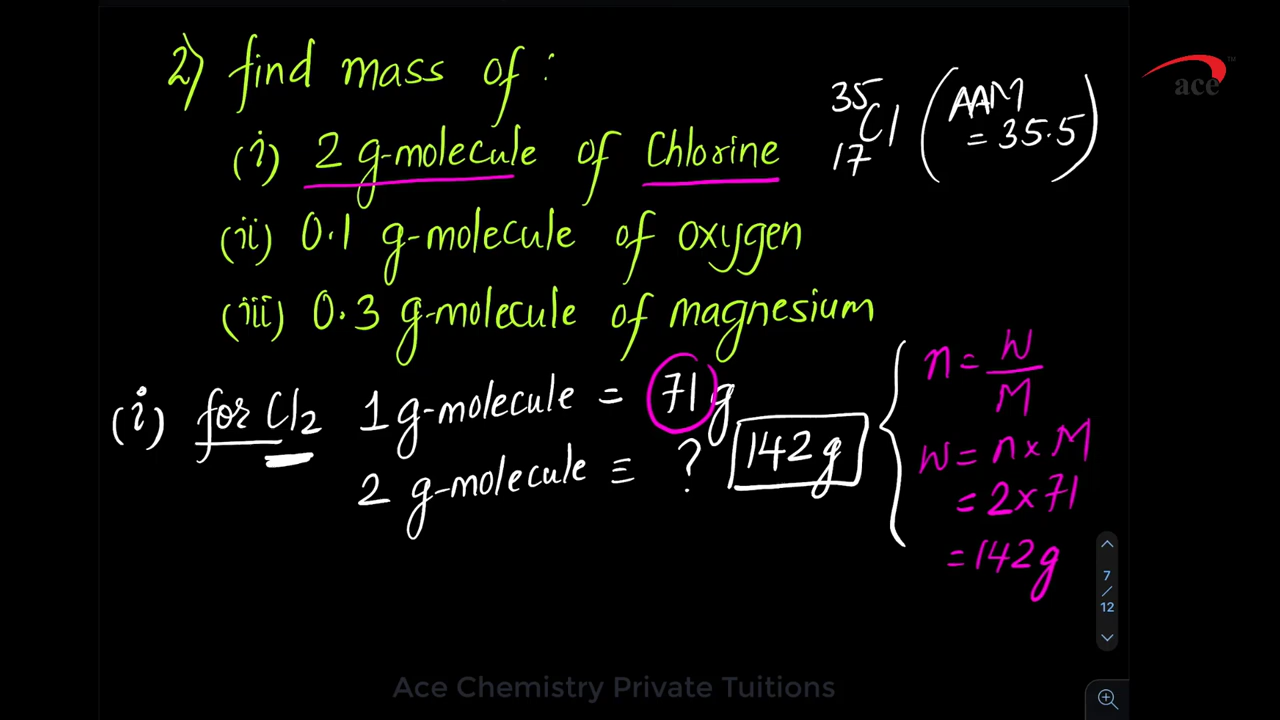 2) find mass of :
(i) 2 g-molecule of Chlorine
35
17 Cl (AAM = 35.5)
(ii) 0.1 g-molecule of oxygen
(iii) 0.3 g-molecule of magnesium
(i) for Cl2 1 g-molecule = 71 g
2 g-molecule ≡ ? 142 g
n = W/M
W = n × M
= 2 × 71
= 142g
7
/
12
ace™
Ace Chemistry Private Tuitions